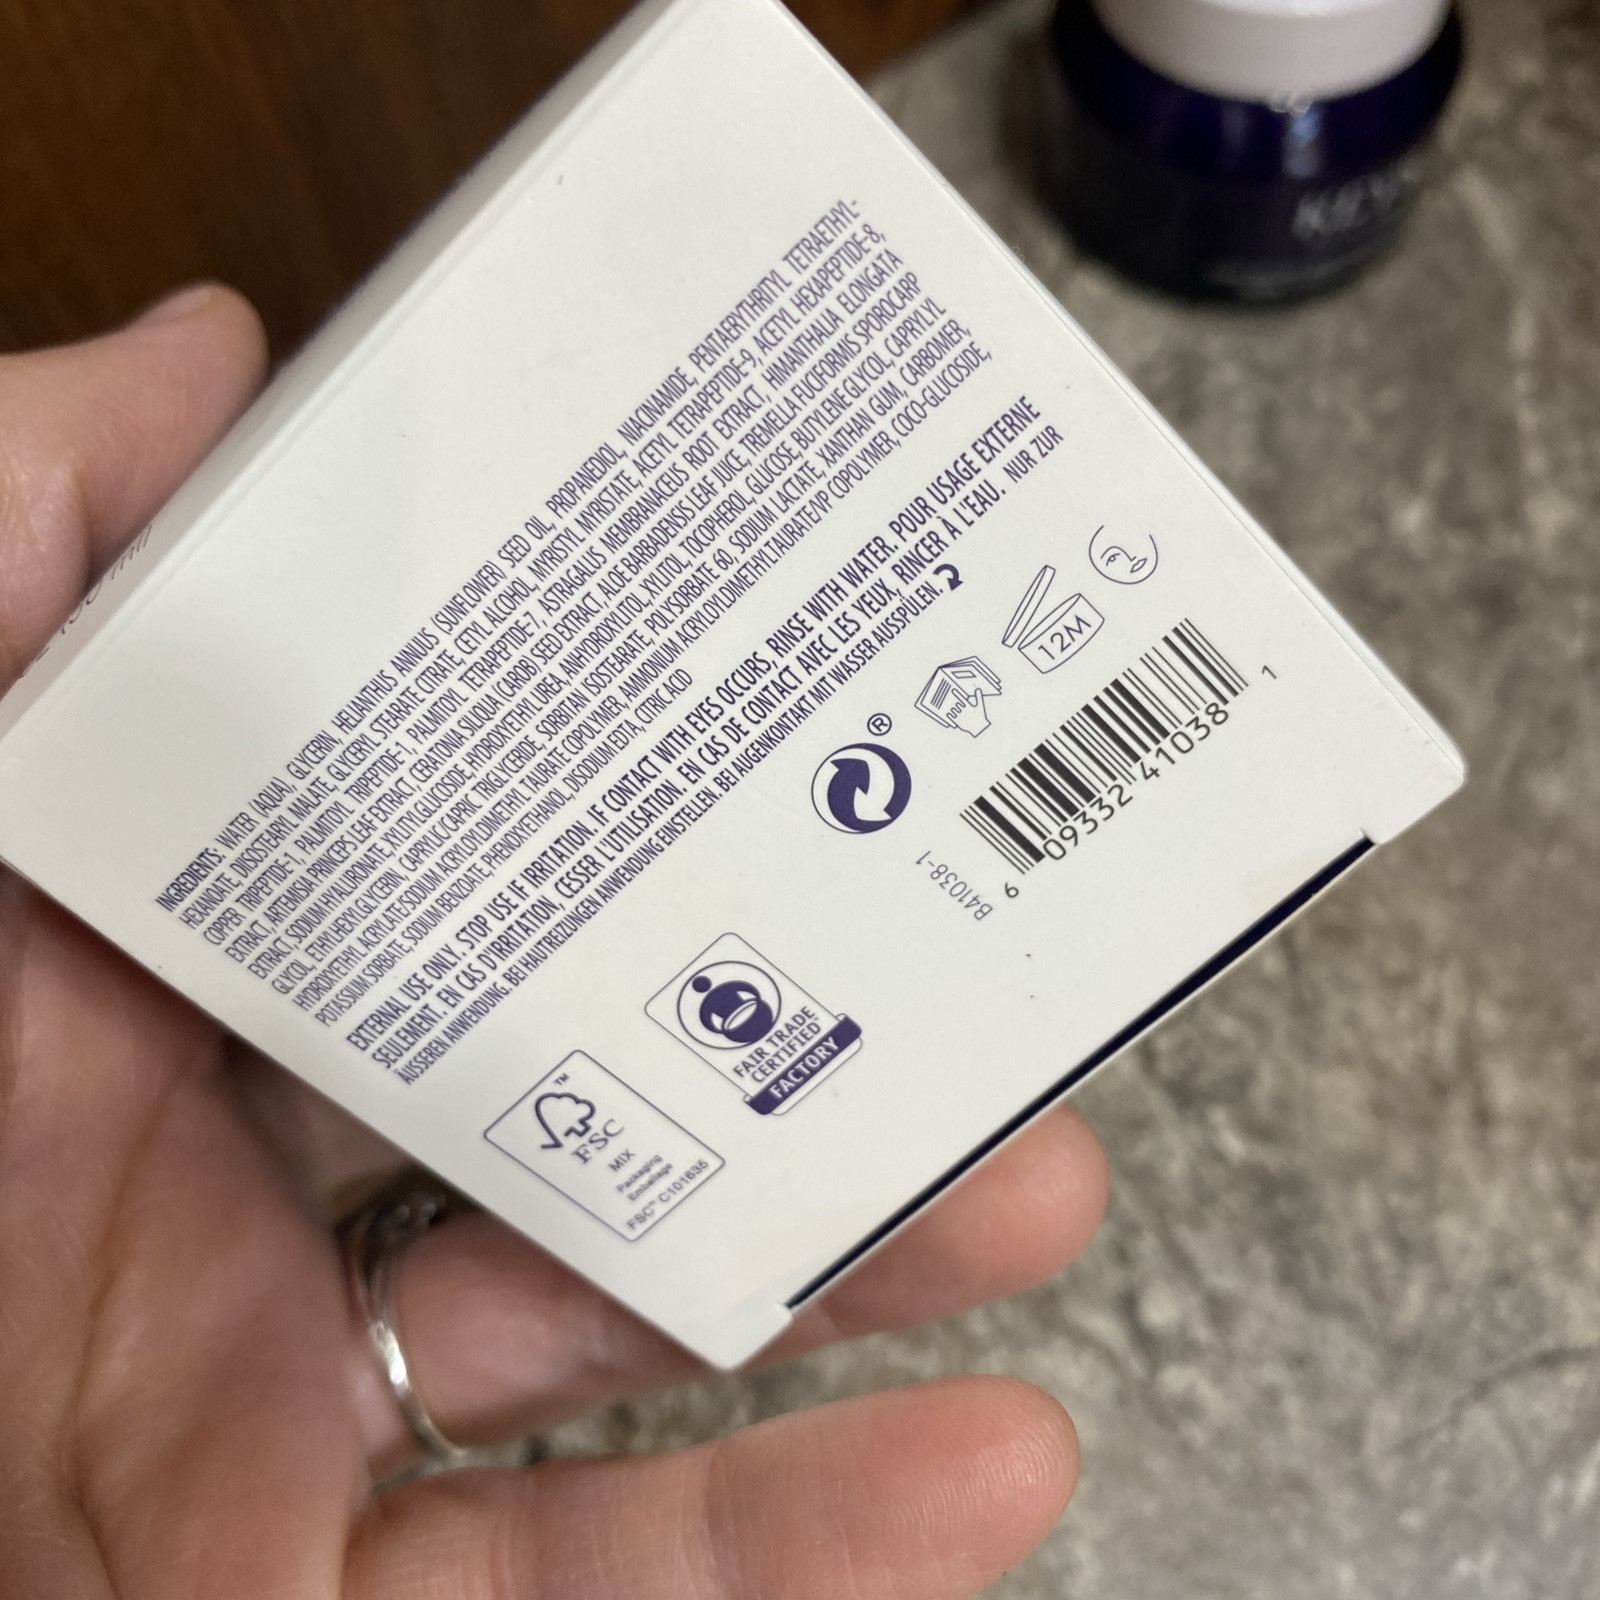 INGREDIENTS: WATER (AQUA), GLYCERIN, HELIANTHUS ANNUUS (SUNFLOWER) SEED OIL, PROPANEDIOL, NIACINAMIDE, PENTAERYTHRITYL TETRAETHYL-
HEXANOATE, DIISOSTEARYL MALATE, GLYCERYL STEARATE CITRATE, CETYL ALCOHOL, MYRISTYL MYRISTATE, ACETYL TETRAPEPTIDE-9, ACETYL HEXAPEPTIDE-8,
COPPER TRIPEPTIDE-1, PALMITOYL TRIPEPTIDE-1, PALMITOYL TETRAPEPTIDE-7, ASTRAGALUS MEMBRANACEUS ROOT EXTRACT, HIMANTHALIA ELONGATA
EXTRACT, ARTEMISIA PRINCEPS LEAF EXTRACT, CERATONIA SILIQUA (CAROB) SEED EXTRACT, ALOE BARBADENSIS LEAF JUICE, TREMELLA FUCIFORMIS SPOROCARP
EXTRACT, SODIUM HYALURONATE, XYLITYLGLUCOSIDE, HYDROXYETHYL UREA, ANHYDROXYLITOL, XYLITOL, TOCOPHEROL, GLUCOSE, BUTYLENE GLYCOL, CAPRYLYL
GLYCOL, ETHYLHEXYLGLYCERIN, CAPRYLIC/CAPRIC TRIGLYCERIDE, SORBITAN ISOSTEARATE, POLYSORBATE 60, SODIUM LACTATE, XANTHAN GUM, CARBOMER,
HYDROXYETHYL ACRYLATE/SODIUM ACRYLOYLDIMETHYL TAURATE COPOLYMER, AMMONIUM ACRYLOYLDIMETHYLTAURATE/VP COPOLYMER, COCO-GLUCOSIDE,
POTASSIUM SORBATE, SODIUM BENZOATE, PHENOXYETHANOL, DISODIUM EDTA, CITRIC ACID
EXTERNAL USE ONLY. STOP USE IF IRRITATION. IF CONTACT WITH EYES OCCURS, RINSE WITH WATER. POUR USAGE EXTERNE
SEULEMENT. EN CAS D'IRRITATION, CESSER L'UTILISATION. EN CAS DE CONTACT AVEC LES YEUX, RINCER À L'EAU. NUR ZUR
ÄUSSEREN ANWENDUNG. BEI HAUTREIZUNGEN ANWENDUNG EINSTELLEN. BEI AUGENKONTAKT MIT WASSER AUSSPÜLEN.
®
12M
B41038-1
6 09332 41038 1
FAIR TRADE
CERTIFIED™
FACTORY
™
FSC
MIX
Packaging
Emballage
FSC™ C101635